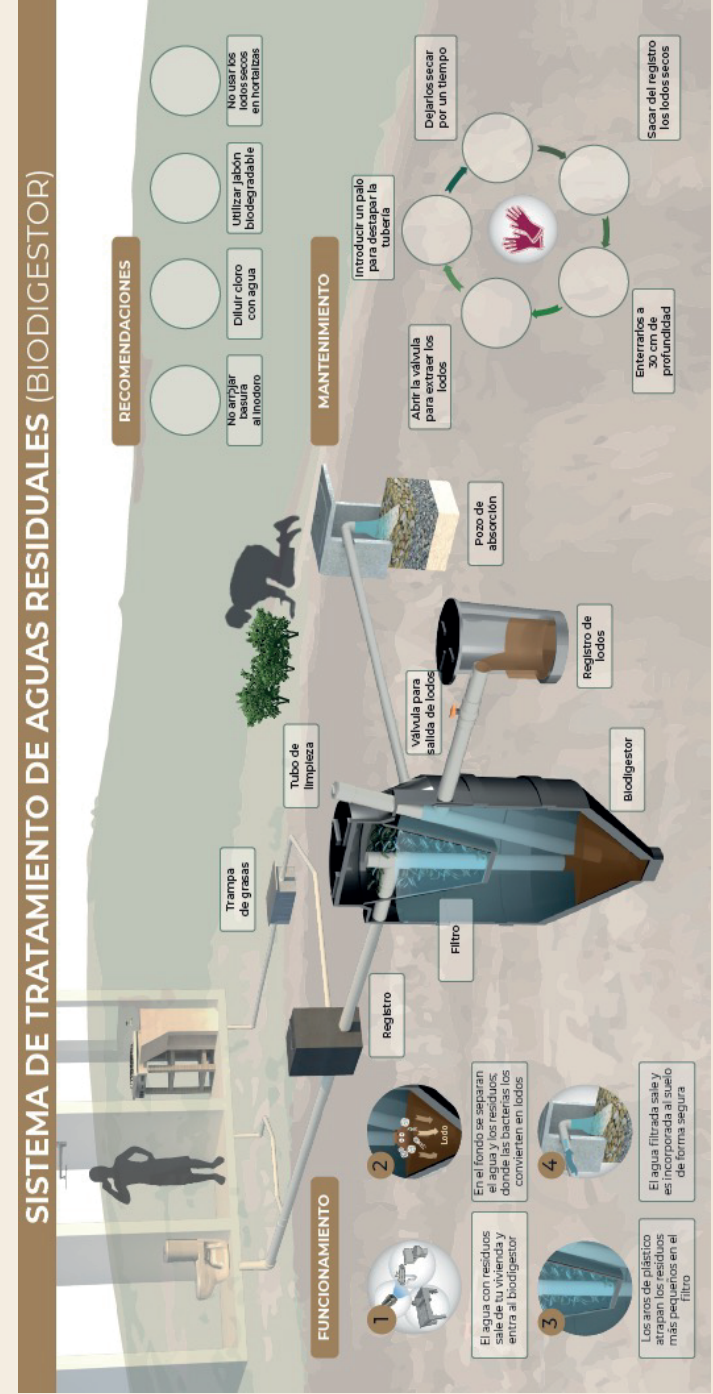 SISTEMA DE TRATAMIENTO DE AGUAS RESIDUALES (BIODIGESTOR)
RECOMENDACIONES
No arrojar
basura
al inodoro
Diluir cloro
con agua
Utilizar jabón
biodegradable
No usar los
lodos secos
en hortalizas
Trampa
de grasas
Tubo de
limpieza
Registro
Filtro
Biodigestor
Válvula para
salida de lodos
Registro de
lodos
Pozo de
absorción
FUNCIONAMIENTO
1
El agua con residuos
sale de tu vivienda y
entra al biodigestor
2
Lodo
En el fondo se separan
el agua y los residuos;
donde las bacterias los
convierten en lodos
3
Los aros de plástico
atrapan los residuos
más pequeños en el
filtro
4
El agua filtrada sale y
es incorporada al suelo
de forma segura
MANTENIMIENTO
Abrir la válvula
para extraer los
lodos
Introducir un palo
para destapar la
tubería
Dejarlos secar
por un tiempo
Sacar del registro
los lodos secos
Enterrarlos a
30 cm de
profundidad